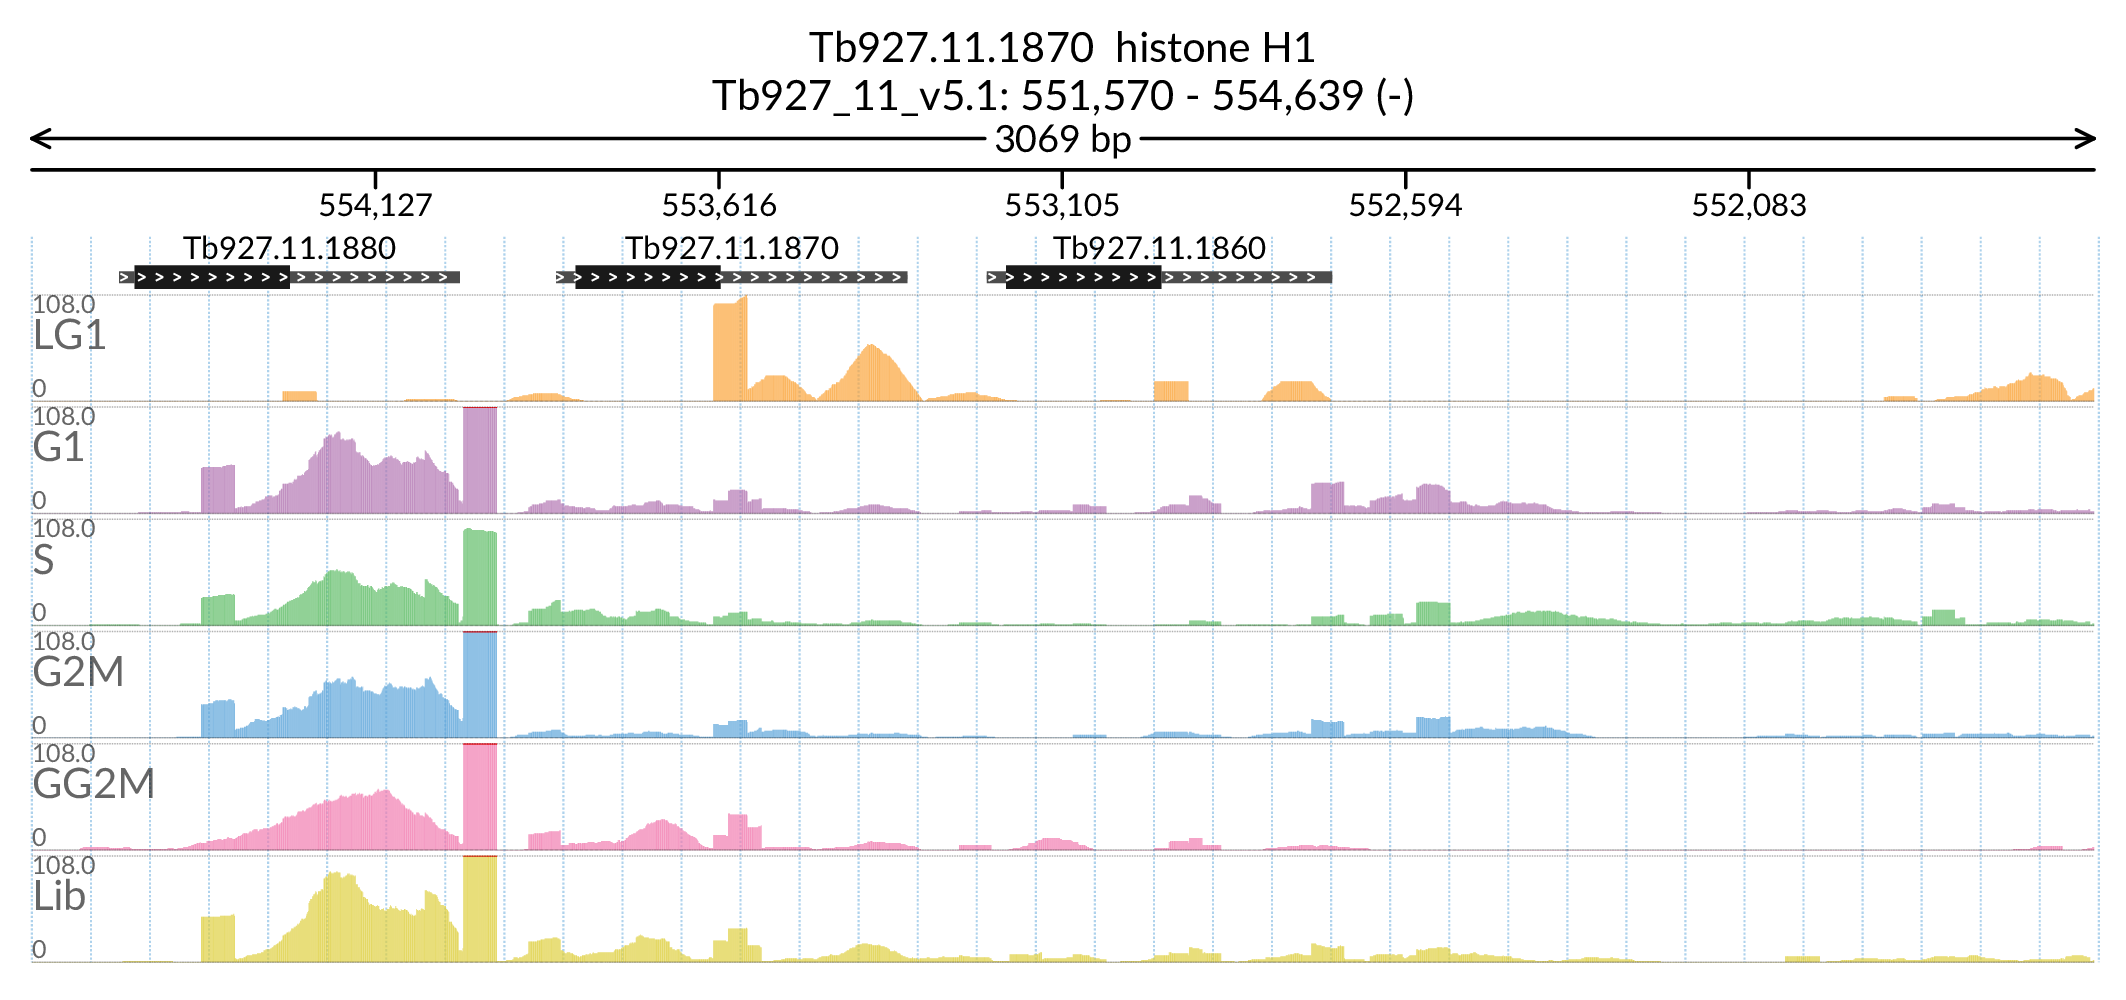 Tb927.11.1870 histone H1
Tb927_11_v5.1: 551,570 - 554,639 (-)
3069 bp
554,127 553,616 553,105 552,594 552,083
Tb927.11.1880 Tb927.11.1870 Tb927.11.1860
108.0
LG1
0
108.0
G1
0
108.0
S
0
108.0
G2M
0
108.0
GG2M
0
108.0
Lib
0